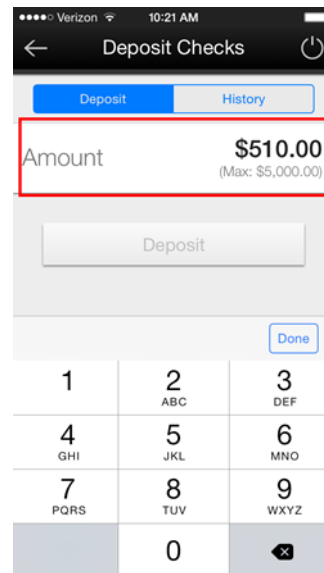 Verizon 10:21 AM
Deposit Checks
Deposit History
Amount $510.00
(Max: $5,000.00)
Deposit
Done
1 2 3
ABC DEF
4 5 6
GHI JKL MNO
7 8 9
PQRS TUV WXYZ
0